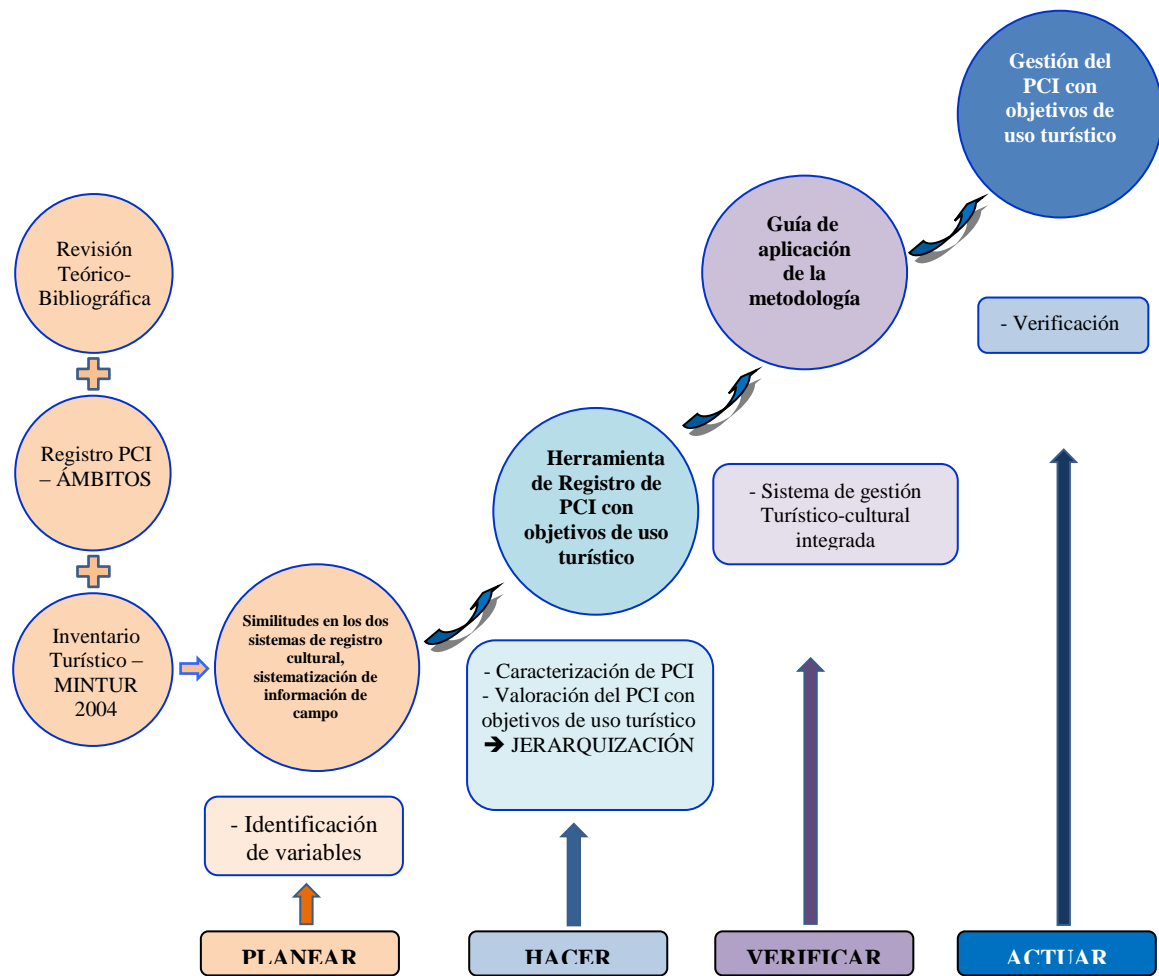 Revisión
Teórico-
Bibliográfica
Registro PCI
– ÁMBITOS
Inventario
Turístico –
MINTUR
2004
Similitudes en los dos
sistemas de registro
cultural,
sistematización de
información de
campo
- Identificación
de variables
PLANEAR
Herramienta
de Registro de
PCI con
objetivos de uso
turístico
- Caracterización de PCI
- Valoración del PCI con
objetivos de uso turístico
➔ JERARQUIZACIÓN
HACER
Guía de
aplicación
de la
metodología
- Sistema de gestión
Turístico-cultural
integrada
VERIFICAR
Gestión del
PCI con
objetivos de
uso turístico
- Verificación
ACTUAR